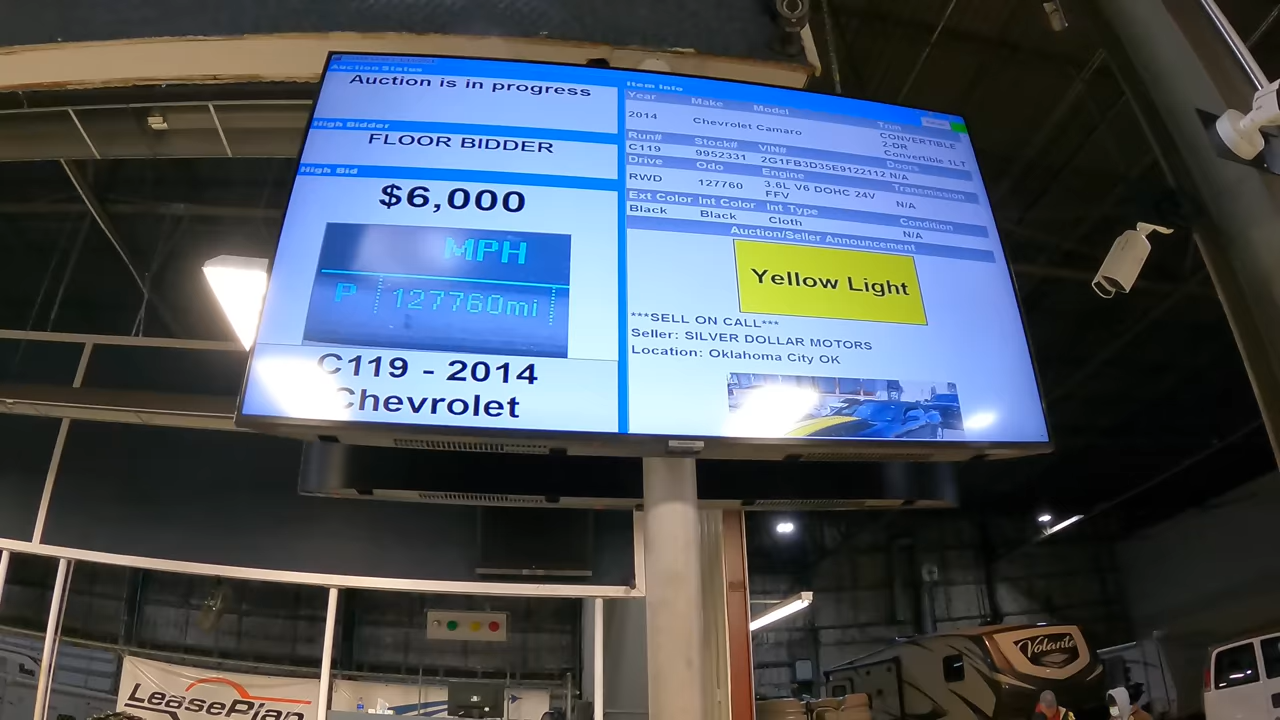 Auction Status
Auction is in progress
High Bidder
FLOOR BIDDER
High Bid
$6,000
MPH
P 127760mi
C119 - 2014
Chevrolet
Item Info
Year Make Model Trim
2014 Chevrolet Camaro CONVERTIBLE
2-DR
Convertible 1LT
Run# Stock# VIN# Doors
C119 9952331 2G1FB3D35E9122112 N/A
Drive Odo Engine Transmission
RWD 127760 3.6L V6 DOHC 24V
FFV N/A
Ext Color Int Color Int Type Condition
Black Black Cloth N/A
Auction/Seller Announcement
Yellow Light
***SELL ON CALL***
Seller: SILVER DOLLAR MOTORS
Location: Oklahoma City OK
LeasePlan
Volante